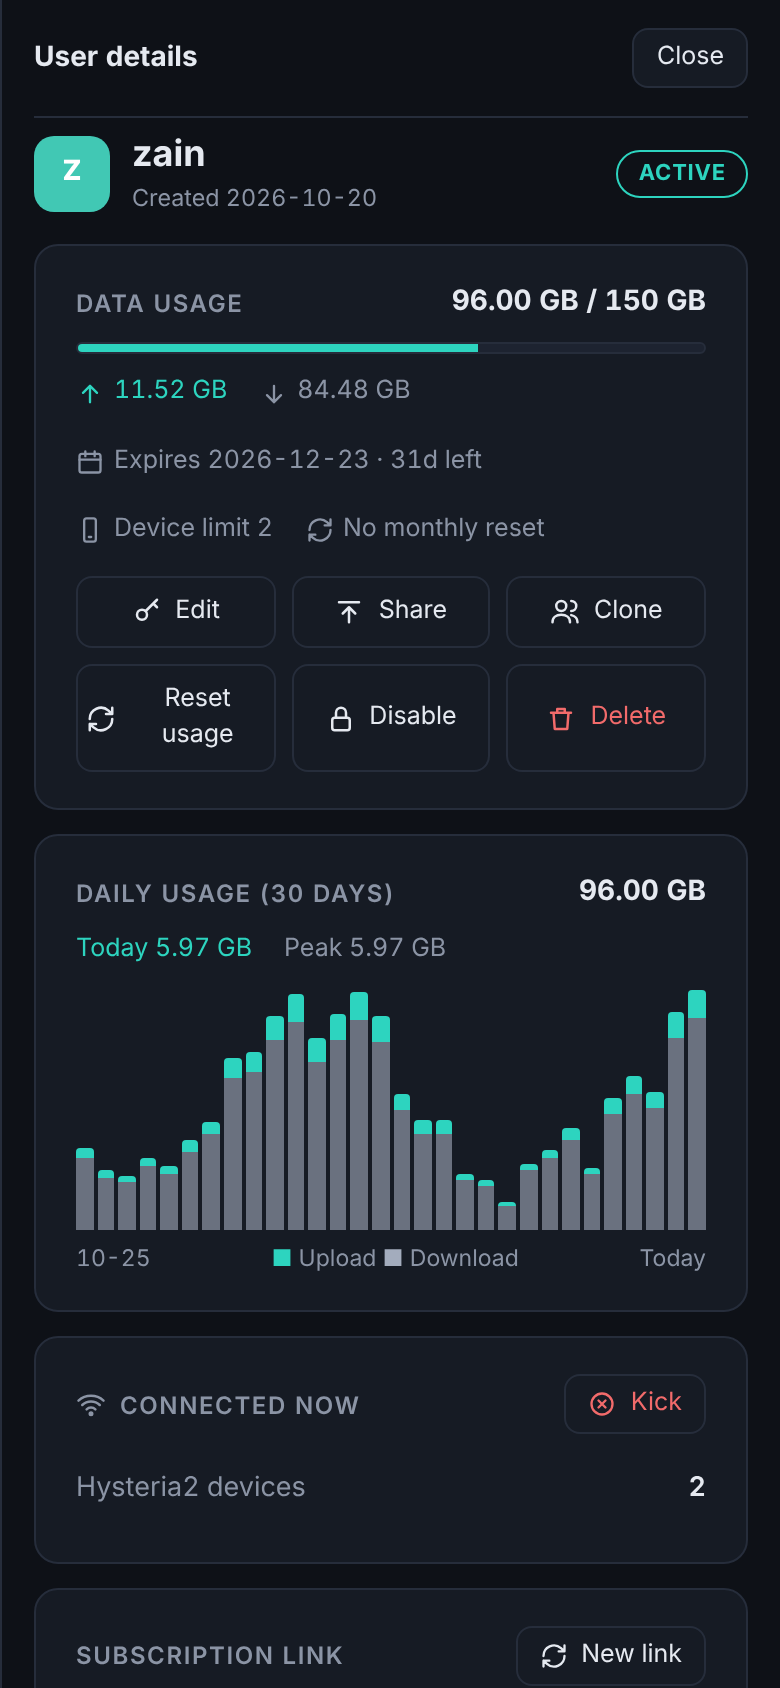 User details
Close
Z
zain
Created 2026-10-20
ACTIVE
DATA USAGE
96.00 GB / 150 GB
↑ 11.52 GB ↓ 84.48 GB
Expires 2026-12-23 · 31d left
Device limit 2
No monthly reset
Edit
Share
Clone
Reset
usage
Disable
Delete
DAILY USAGE (30 DAYS)
96.00 GB
Today 5.97 GB
Peak 5.97 GB
10-25
Upload
Download
Today
CONNECTED NOW
Kick
Hysteria2 devices
2
SUBSCRIPTION LINK
New link